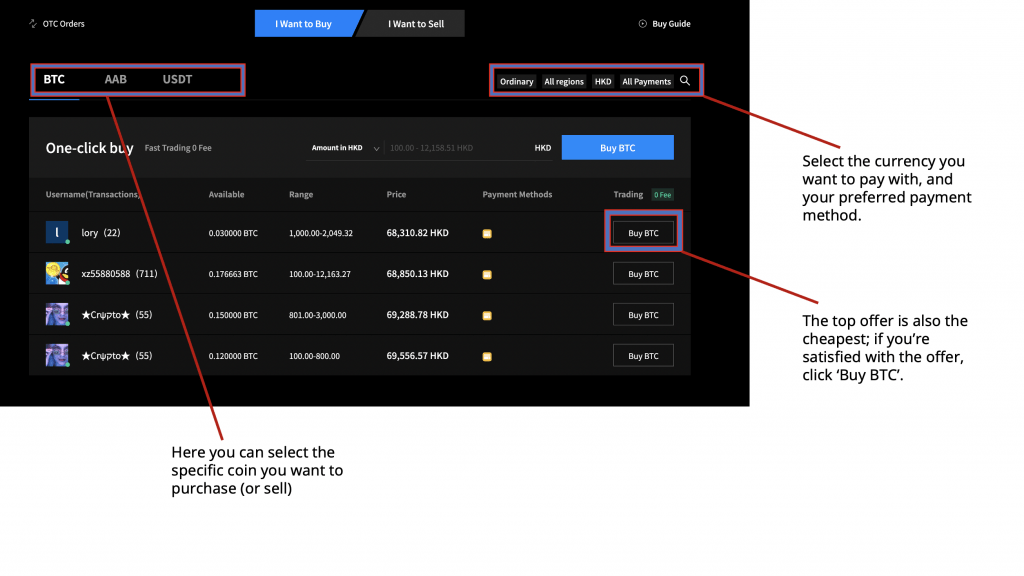 OTC Orders
I Want to Buy
I Want to Sell
Buy Guide
BTC AAB USDT
Ordinary All regions HKD All Payments
One-click buy Fast Trading 0 Fee Amount in HKD 100.00 - 12,158.51 HKD HKD Buy BTC
Username(Transactions) Available Range Price Payment Methods Trading 0 Fee
l lory (22) 0.030000 BTC 1,000.00-2,049.32 68,310.82 HKD Buy BTC
xz55880588 (711) 0.176663 BTC 100.00-12,163.27 68,850.13 HKD Buy BTC
★Crψקto★ (55) 0.150000 BTC 801.00-3,000.00 69,288.78 HKD Buy BTC
★Crψקto★ (55) 0.120000 BTC 100.00-800.00 69,556.57 HKD Buy BTC
Select the currency you
want to pay with, and
your preferred payment
method.
The top offer is also the
cheapest; if you’re
satisfied with the offer,
click ‘Buy BTC’.
Here you can select the
specific coin you want to
purchase (or sell)